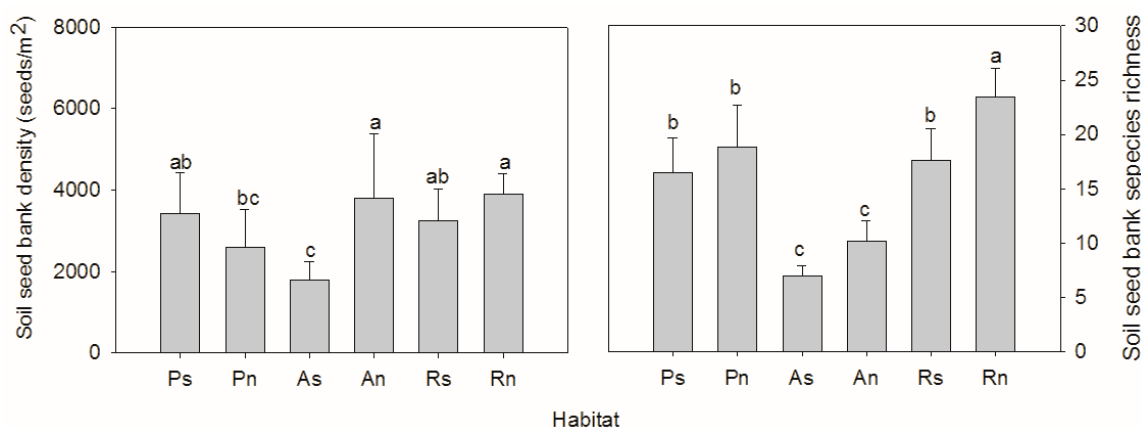 Soil seed bank density (seeds/m²)
8000
6000
4000
2000
0
ab
bc
c
a
ab
a
Ps Pn As An Rs Rn
b
b
c
c
b
a
Ps Pn As An Rs Rn
30
25
20
15
10
5
0
Soil seed bank sepecies richness
Habitat